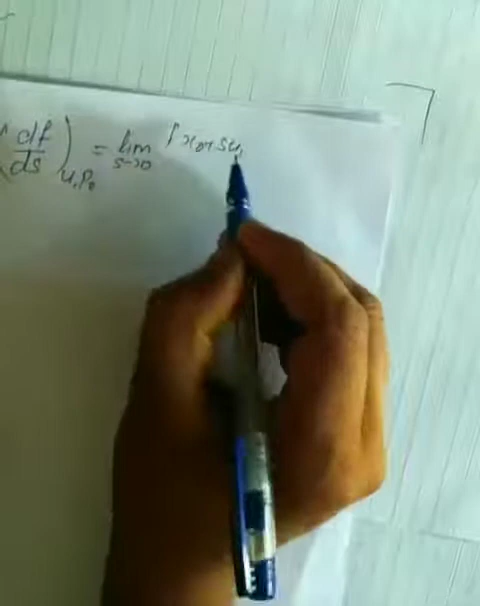 (df/ds)u,P₀ = lim s→0 f(x₀+su₁